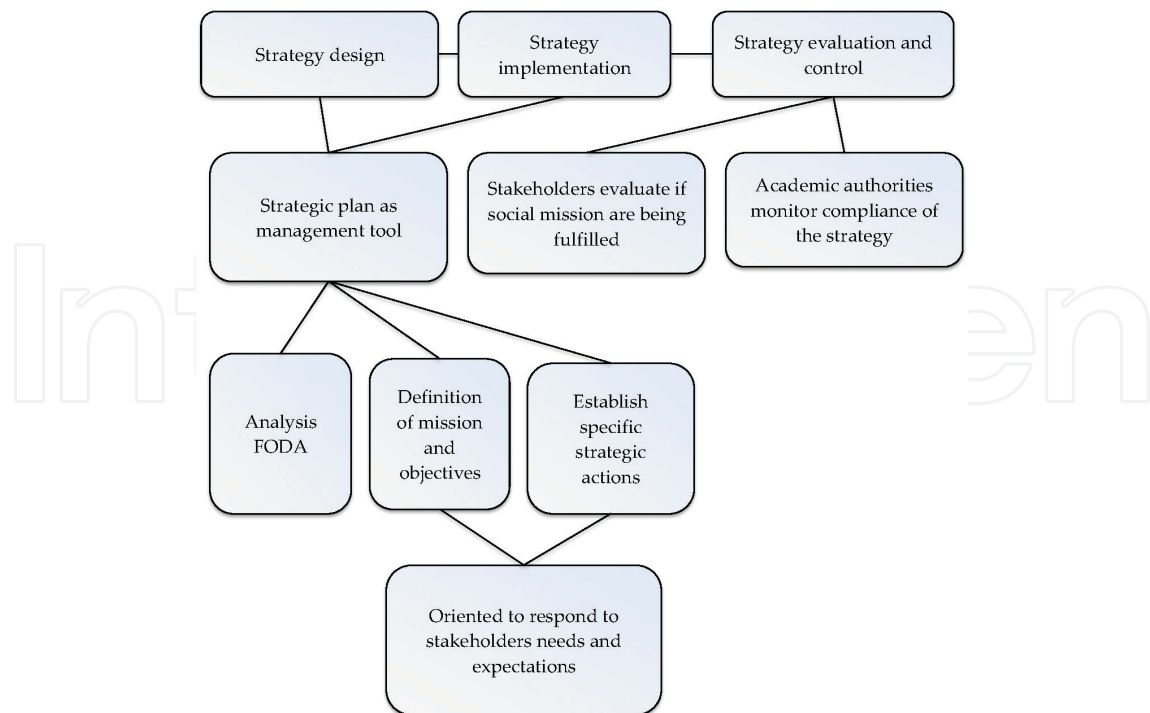 Strategy design
Strategy
implementation
Strategy evaluation and
control
Strategic plan as
management tool
Stakeholders evaluate if
social mission are being
fulfilled
Academic authorities
monitor compliance of
the strategy
Analysis
FODA
Definition
of mission
and
objectives
Establish
specific
strategic
actions
Oriented to respond to
stakeholders needs and
expectations